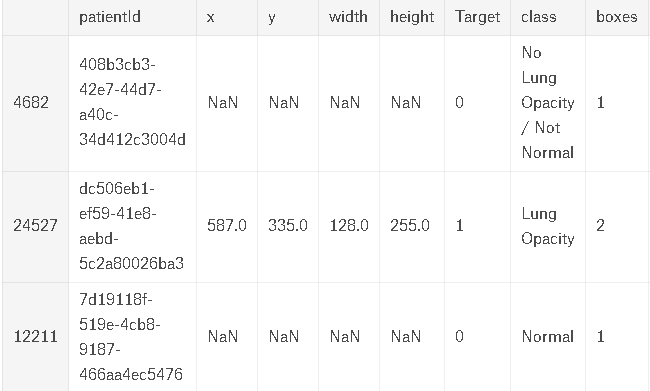 patientId x y width height Target class boxes
4682 408b3cb3-42e7-44d7-a40c-34d412c3004d NaN NaN NaN NaN 0 No Lung Opacity / Not Normal 1
24527 dc506eb1-ef59-41e8-aebd-5c2a80026ba3 587.0 335.0 128.0 255.0 1 Lung Opacity 2
12211 7d19118f-519e-4cb8-9187-466aa4ec5476 NaN NaN NaN NaN 0 Normal 1